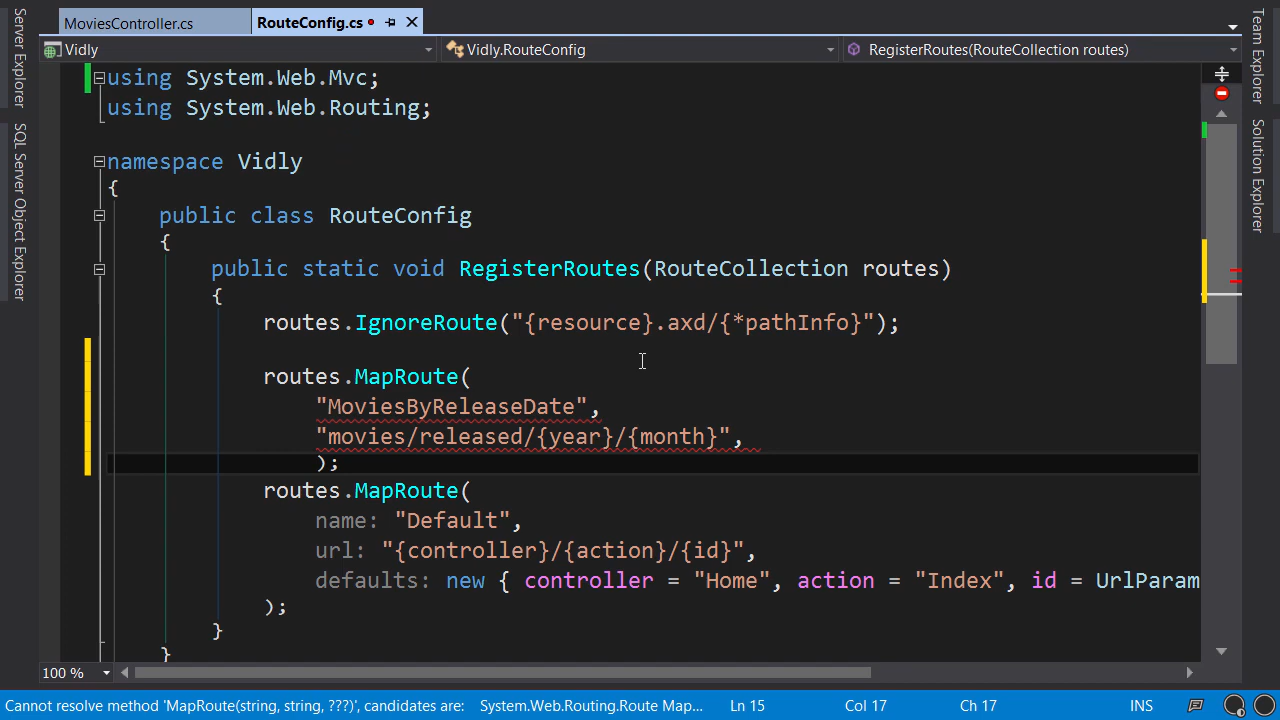 MoviesController.cs
RouteConfig.cs
Vidly
Vidly.RouteConfig
RegisterRoutes(RouteCollection routes)
Server Explorer
SQL Server Object Explorer
Team Explorer
Solution Explorer
using System.Web.Mvc;
using System.Web.Routing;
namespace Vidly
{
public class RouteConfig
{
public static void RegisterRoutes(RouteCollection routes)
{
routes.IgnoreRoute("{resource}.axd/{*pathInfo}");
routes.MapRoute(
"MoviesByReleaseDate",
"movies/released/{year}/{month}",
);
routes.MapRoute(
name: "Default",
url: "{controller}/{action}/{id}",
defaults: new { controller = "Home", action = "Index", id = UrlParam
);
}
}
100 %
Cannot resolve method 'MapRoute(string, string, ???)', candidates are: System.Web.Routing.Route Map... Ln 15 Col 17 Ch 17 INS